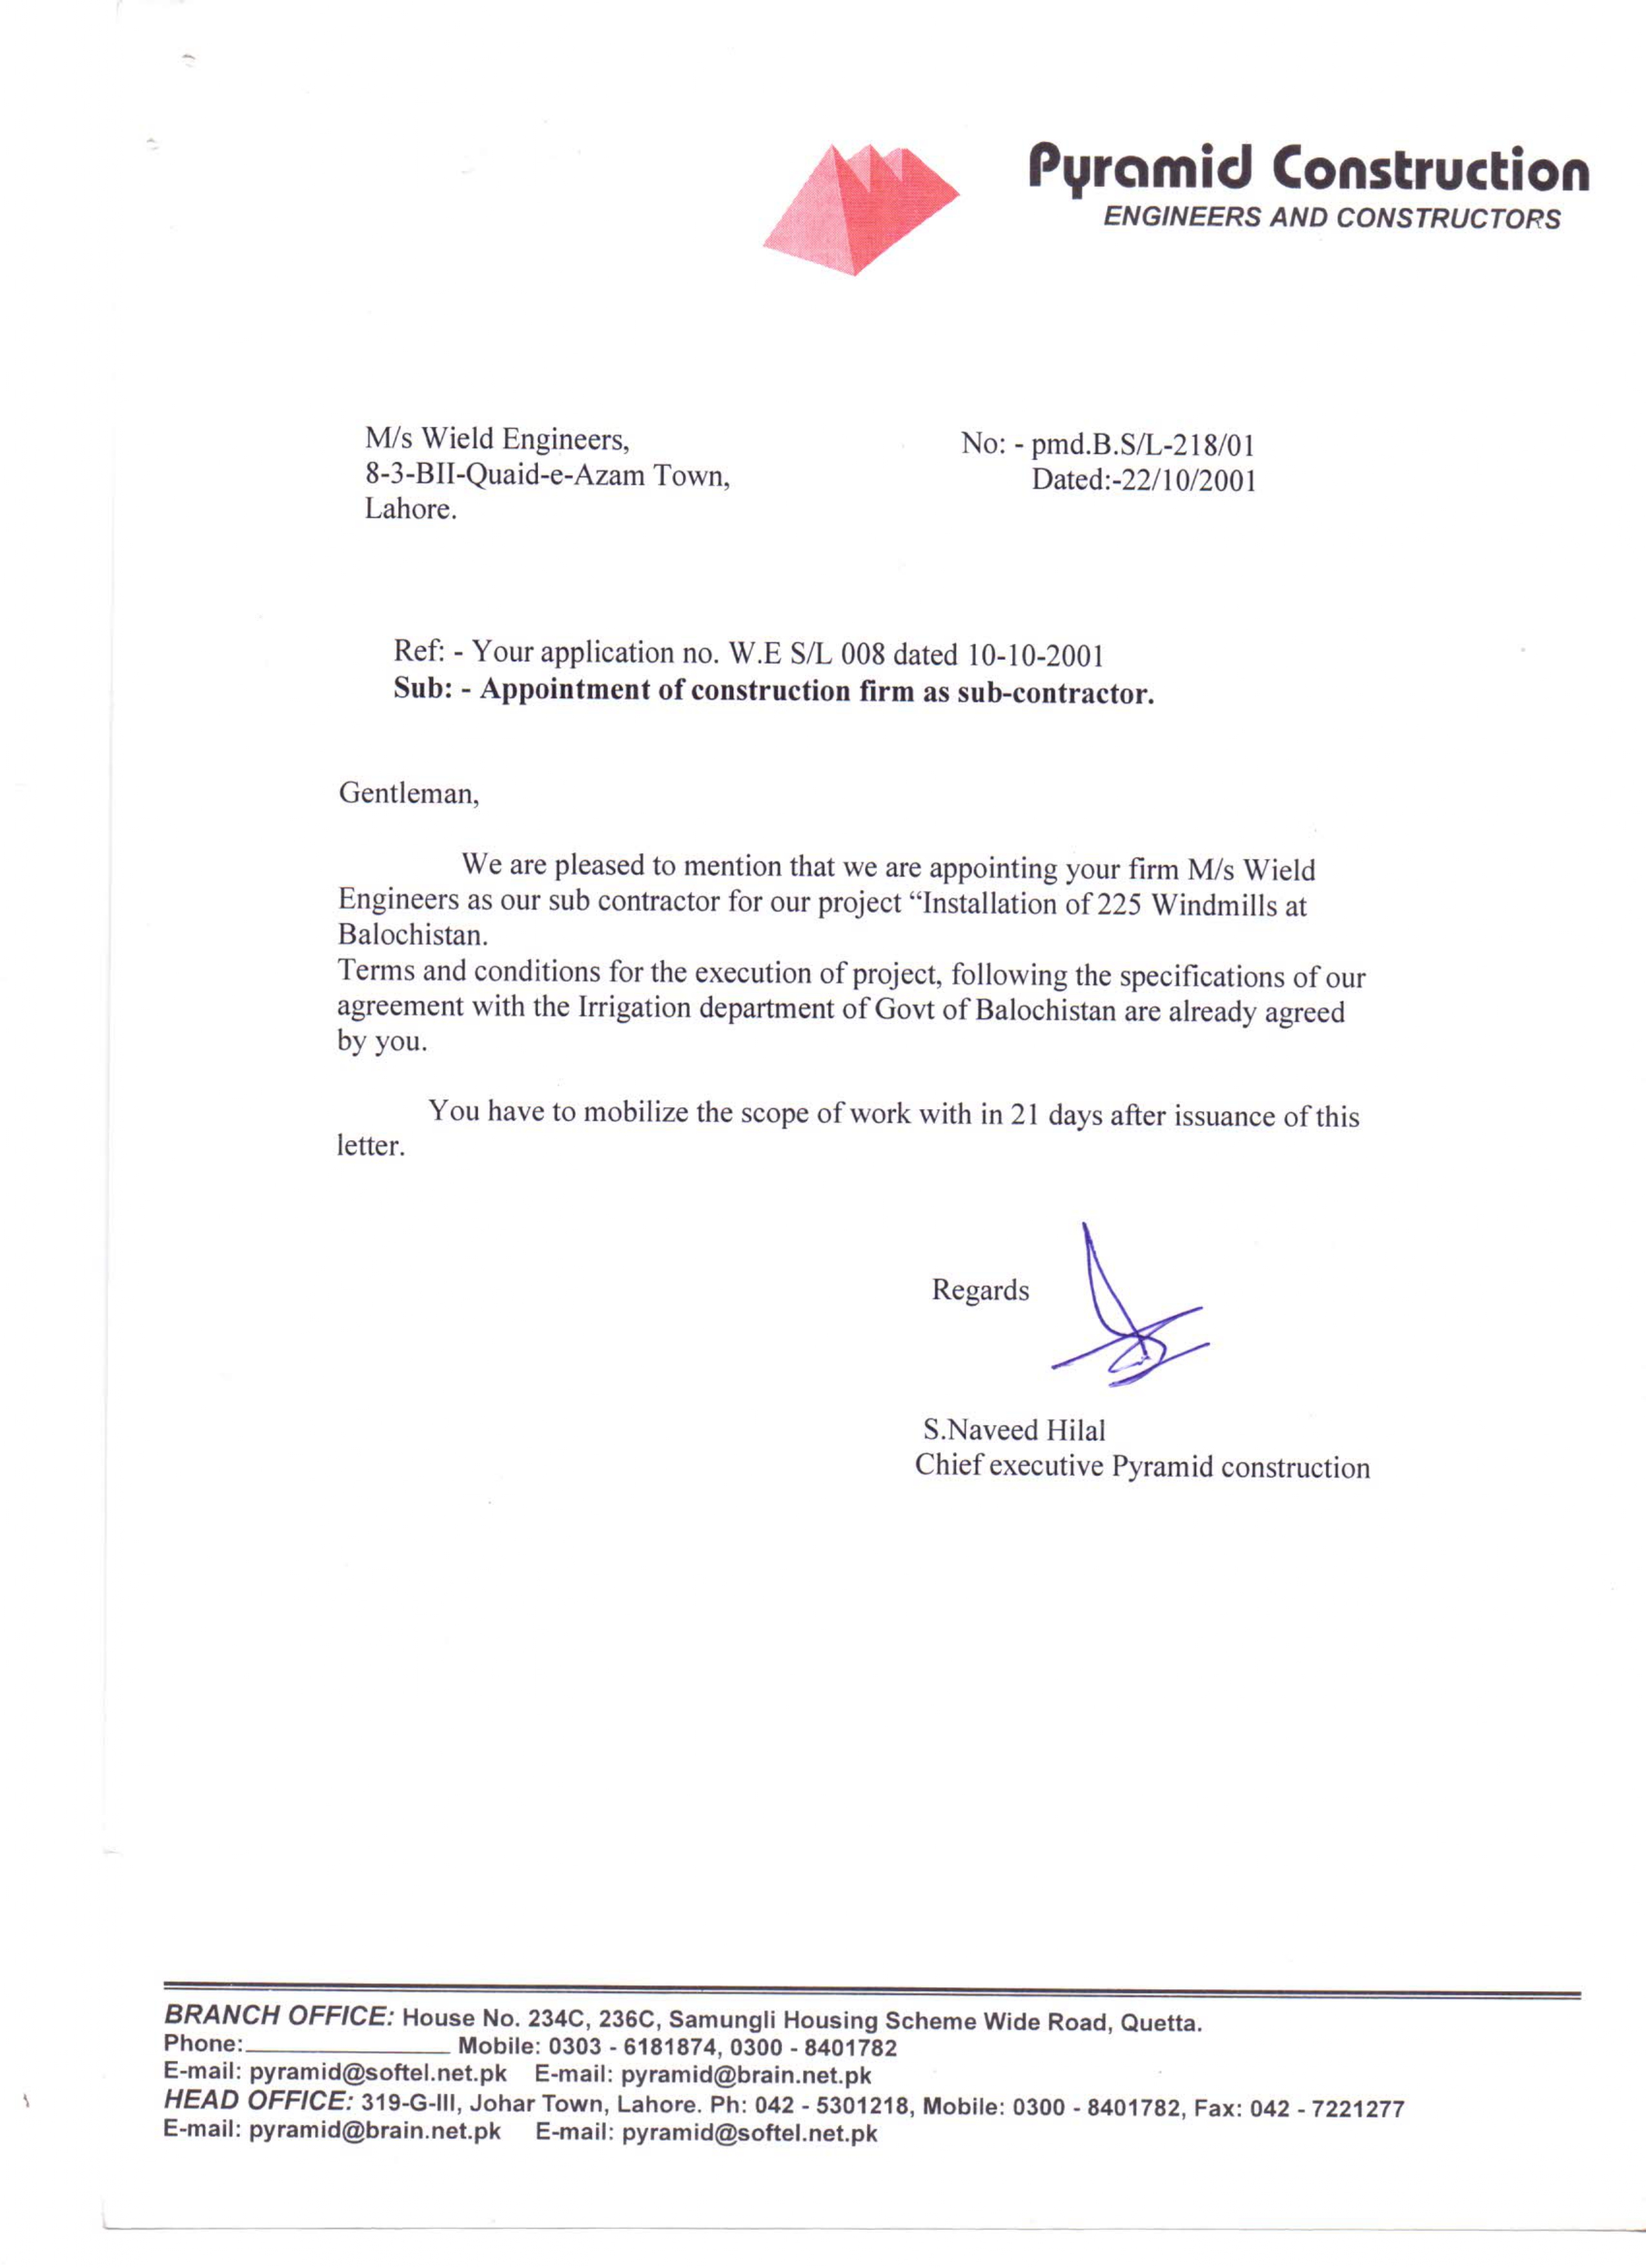 Pyramid Construction
ENGINEERS AND CONSTRUCTORS
M/s Wield Engineers,
8-3-BII-Quaid-e-Azam Town,
Lahore.
No: - pmd.B.S/L-218/01
Dated:-22/10/2001
Ref: - Your application no. W.E S/L 008 dated 10-10-2001
Sub: - Appointment of construction firm as sub-contractor.
Gentleman,
We are pleased to mention that we are appointing your firm M/s Wield
Engineers as our sub contractor for our project “Installation of 225 Windmills at
Balochistan.
Terms and conditions for the execution of project, following the specifications of our
agreement with the Irrigation department of Govt of Balochistan are already agreed
by you.
You have to mobilize the scope of work with in 21 days after issuance of this
letter.
Regards
S.Naveed Hilal
Chief executive Pyramid construction
BRANCH OFFICE: House No. 234C, 236C, Samungli Housing Scheme Wide Road, Quetta.
Phone:_______________ Mobile: 0303 - 6181874, 0300 - 8401782
E-mail: pyramid@softel.net.pk E-mail: pyramid@brain.net.pk
HEAD OFFICE: 319-G-III, Johar Town, Lahore. Ph: 042 - 5301218, Mobile: 0300 - 8401782, Fax: 042 - 7221277
E-mail: pyramid@brain.net.pk E-mail: pyramid@softel.net.pk